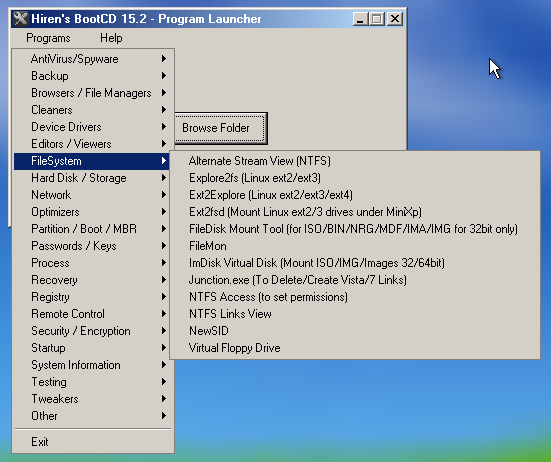 Hiren's BootCD 15.2 - Program Launcher
Programs Help
AntiVirus/Spyware
Backup
Browsers / File Managers
Cleaners
Device Drivers
Editors / Viewers
FileSystem
Hard Disk / Storage
Network
Optimizers
Partition / Boot / MBR
Passwords / Keys
Process
Recovery
Registry
Remote Control
Security / Encryption
Startup
System Information
Testing
Tweakers
Other
Exit
Browse Folder
Alternate Stream View (NTFS)
Explore2fs (Linux ext2/ext3)
Ext2Explore (Linux ext2/ext3/ext4)
Ext2fsd (Mount Linux ext2/3 drives under MiniXp)
FileDisk Mount Tool (for ISO/BIN/NRG/MDF/IMA/IMG for 32bit only)
FileMon
ImDisk Virtual Disk (Mount ISO/IMG/Images 32/64bit)
Junction.exe (To Delete/Create Vista/7 Links)
NTFS Access (to set permissions)
NTFS Links View
NewSID
Virtual Floppy Drive